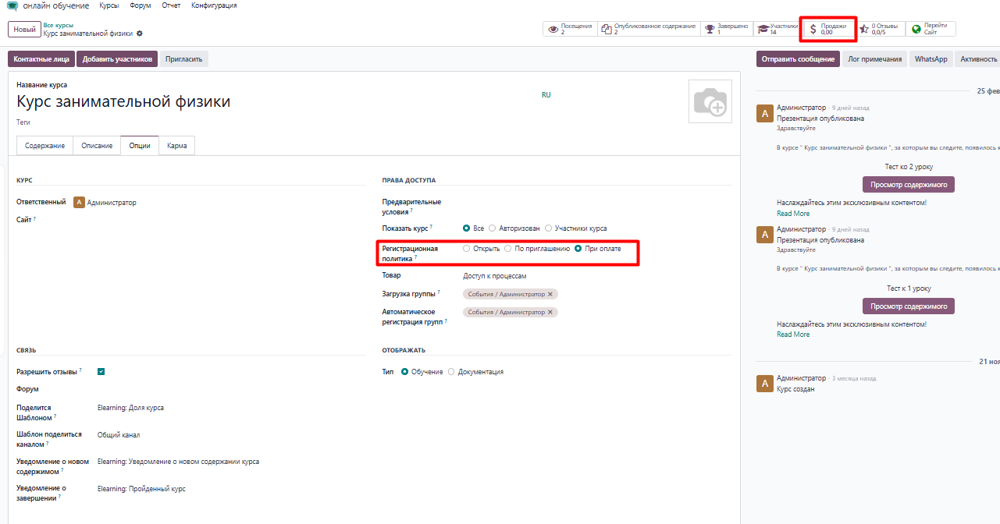 онлайн обучение Курсы Форум Отчет Конфигурация
Новый
Все курсы
Курс занимательной физики
Посещения
2
Опубликованное содержание
2
Завершено
1
Участники
14
$ Продажи
0,00
0 Отзывы
0,0/5
Перейти
Сайт
Контактные лица Добавить участников Пригласить
Отправить сообщение Лог примечания WhatsApp Активность
Название курса
Курс занимательной физики
RU
Теги
Содержание Описание Опции Карма
КУРС
Ответственный А Администратор
Сайт ?
ПРАВА ДОСТУПА
Предварительные
условия ?
Показать курс ? Все Авторизован Участники курса
Регистрационная
политика ?
Открыть По приглашению При оплате
Товар Доступ к процессам
Загрузка группы ? События / Администратор ×
Автоматическое
регистрация групп ?
События / Администратор ×
СВЯЗЬ
Разрешить отзывы ?
Форум
Поделится
Шаблоном ?
Elearning: Доля курса
Шаблон поделиться
каналом ?
Общий канал
Уведомление о новом
содержимом ?
Elearning: Уведомление о новом содержании курса
Уведомление о
завершении ?
Elearning: Пройденный курс
ОТОБРАЖАТЬ
Тип Обучение Документация
25 фев
А
Администратор - 9 дней назад
Презентация опубликована
Здравствуйте
В курсе " Курс занимательной физики ", за которым вы следите, появилось
Тест ко 2 уроку
Просмотр содержимого
Наслаждайтесь этим эксклюзивным контентом!
Read More
А
Администратор - 9 дней назад
Презентация опубликована
Здравствуйте
В курсе " Курс занимательной физики ", за которым вы следите, появилось
Тест к 1 уроку
Просмотр содержимого
Наслаждайтесь этим эксклюзивным контентом!
Read More
21 ноя
А
Администратор - 3 месяца назад
Курс создан